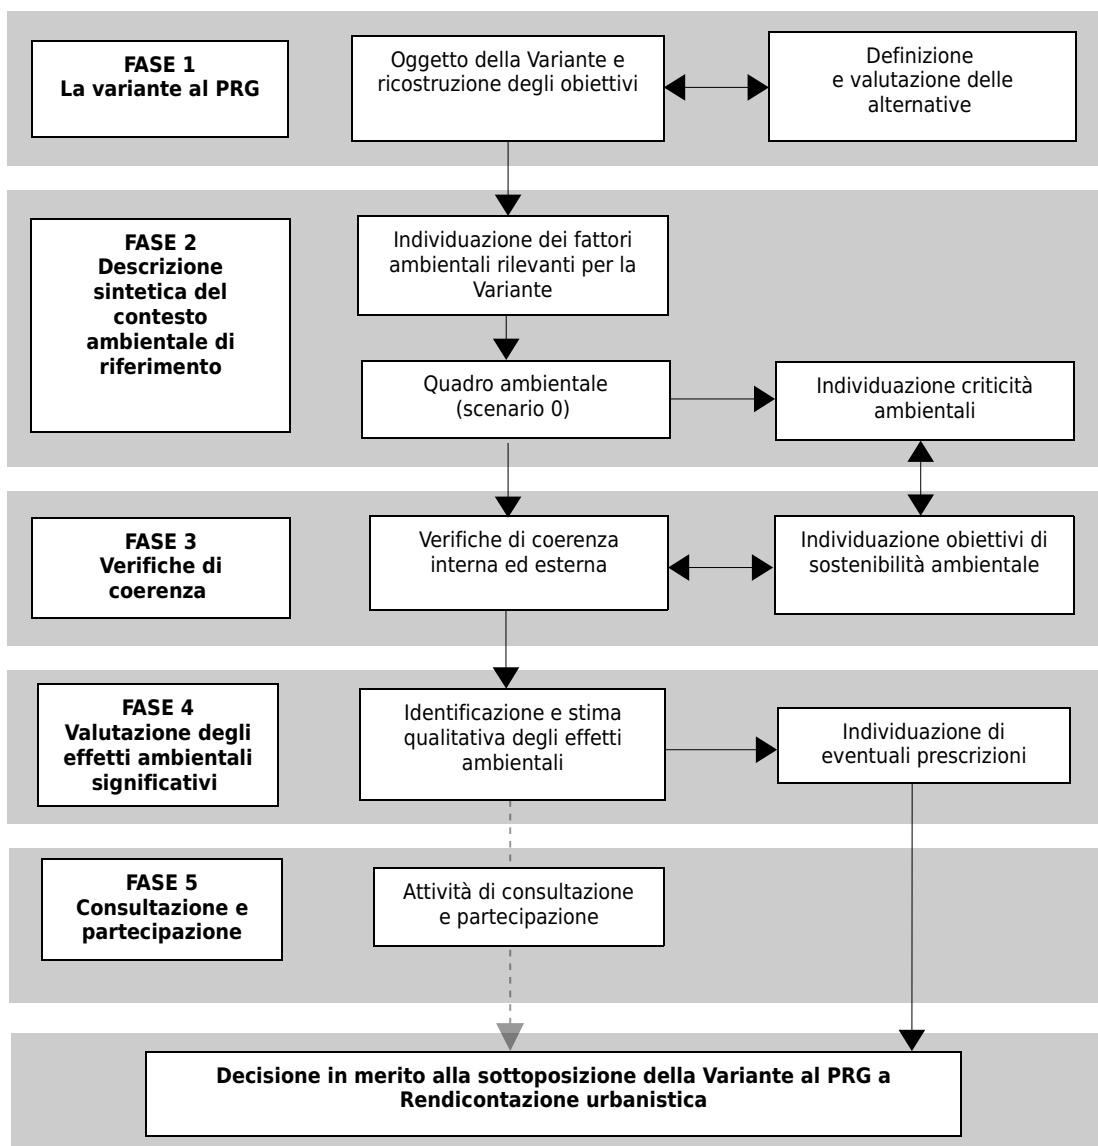 FASE 1
La variante al PRG
Oggetto della Variante e
ricostruzione degli obiettivi
Definizione
e valutazione delle
alternative
FASE 2
Descrizione
sintetica del
contesto
ambientale di
riferimento
Individuazione dei fattori
ambientali rilevanti per la
Variante
Quadro ambientale
(scenario 0)
Individuazione criticità
ambientali
FASE 3
Verifiche di
coerenza
Verifiche di coerenza
interna ed esterna
Individuazione obiettivi di
sostenibilità ambientale
FASE 4
Valutazione degli
effetti ambientali
significativi
Identificazione e stima
qualitativa degli effetti
ambientali
Individuazione di
eventuali prescrizioni
FASE 5
Consultazione e
partecipazione
Attività di consultazione
e partecipazione
Decisione in merito alla sottoposizione della Variante al PRG a
Rendicontazione urbanistica